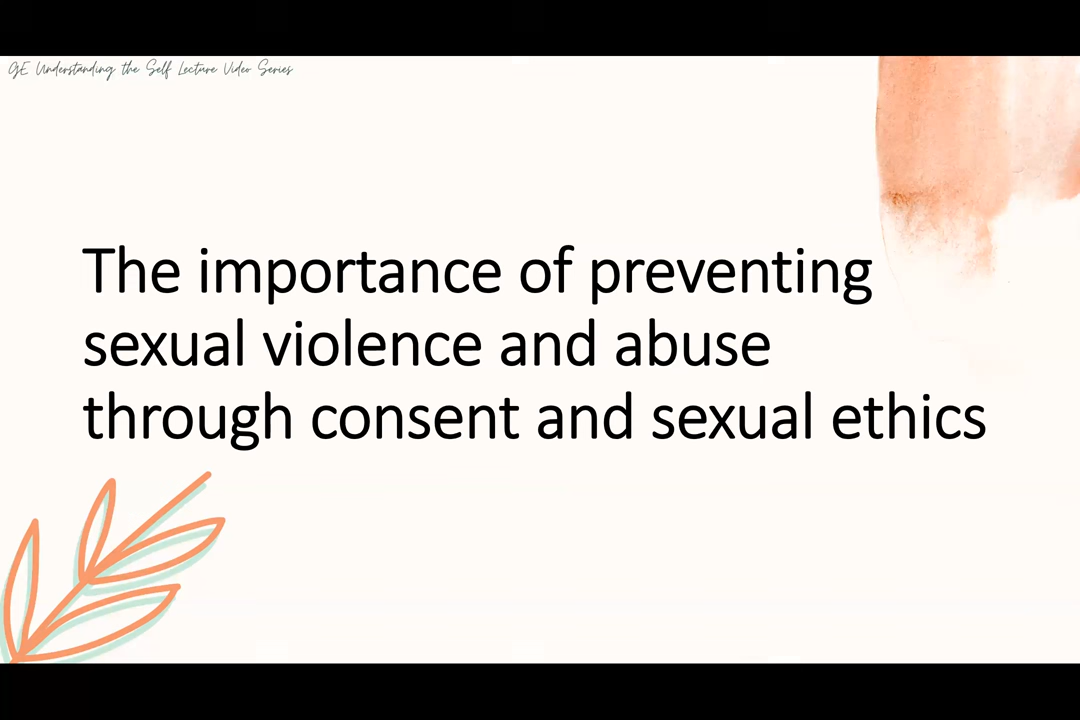 GE Understanding the Self Lecture Video Series
The importance of preventing
sexual violence and abuse
through consent and sexual ethics